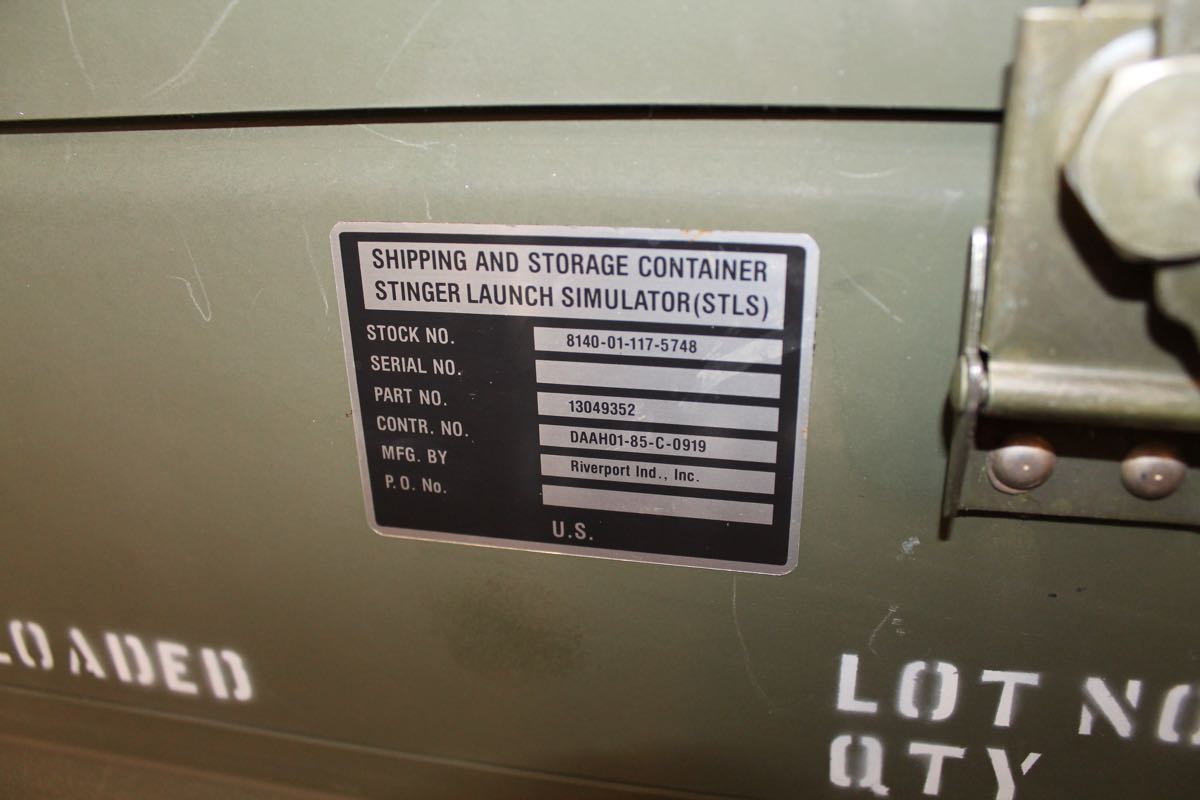 SHIPPING AND STORAGE CONTAINER
STINGER LAUNCH SIMULATOR(STLS)
STOCK NO. 8140-01-117-5748
SERIAL NO.
PART NO. 13049352
CONTR. NO. DAAH01-85-C-0919
MFG. BY Riverport Ind., Inc.
P.O. No.
U.S.
LOADED
LOT NO
QTY